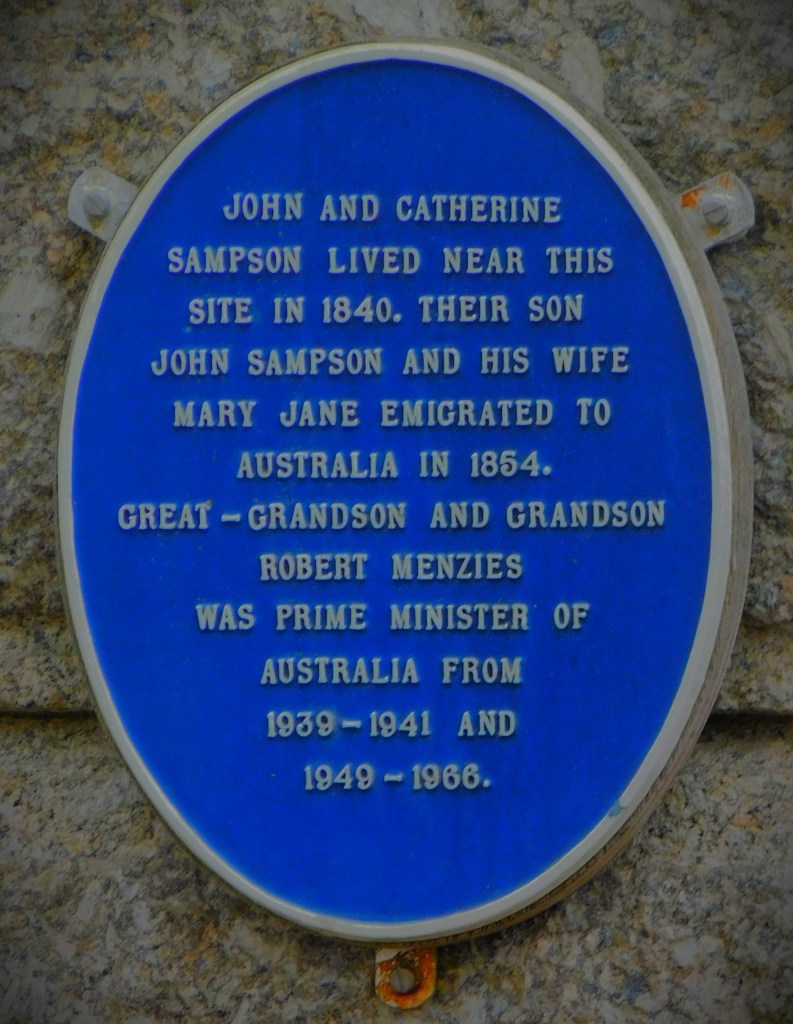 JOHN AND CATHERINE
SAMPSON LIVED NEAR THIS
SITE IN 1840. THEIR SON
JOHN SAMPSON AND HIS WIFE
MARY JANE EMIGRATED TO
AUSTRALIA IN 1854.
GREAT-GRANDSON AND GRANDSON
ROBERT MENZIES
WAS PRIME MINISTER OF
AUSTRALIA FROM
1939-1941 AND
1949-1966.